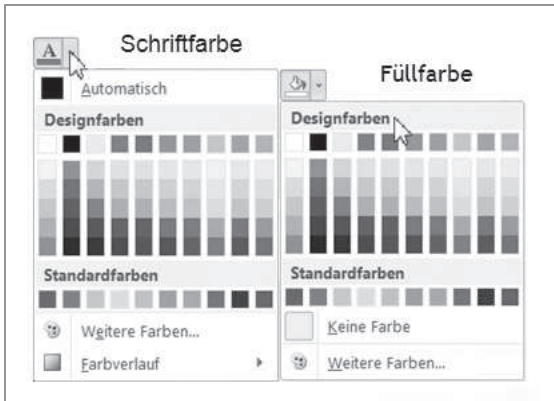 A
Schriftfarbe
Automatisch
Designfarben
Standardfarben
Weitere Farben...
Farbverlauf
Füllfarbe
Designfarben
Standardfarben
Keine Farbe
Weitere Farben...